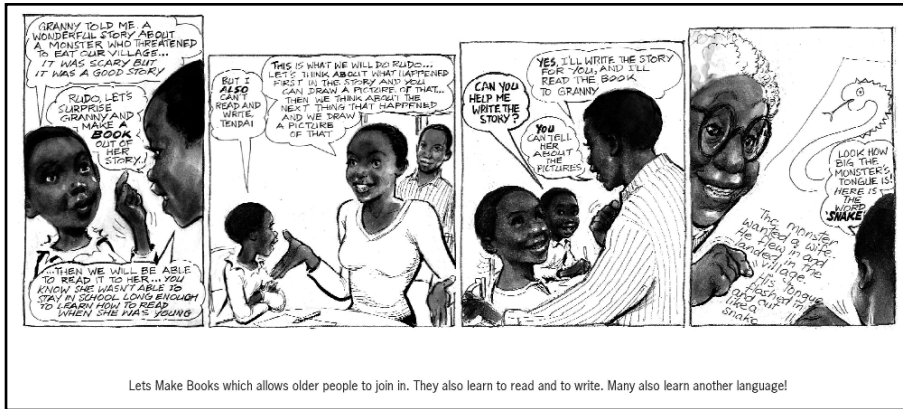 GRANNY TOLD ME A
WONDERFUL STORY ABOUT
A MONSTER WHO THREATENED
TO EAT OUR VILLAGE...
IT WAS SCARY BUT
IT WAS A GOOD STORY
RUDO, LET'S
SURPRISE
GRANNY AND
MAKE A
BOOK
OUT OF
HER
STORY!
...THEN WE WILL BE ABLE
TO READ IT TO HER... YOU
KNOW SHE WASN'T ABLE TO
STAY IN SCHOOL LONG ENOUGH
TO LEARN HOW TO READ
WHEN SHE WAS YOUNG
BUT I
ALSO
CAN'T
READ AND
WRITE,
TENDAI
THIS IS WHAT WE WILL DO RUDO...
LET'S THINK ABOUT WHAT HAPPENED
FIRST IN THE STORY AND YOU
CAN DRAW A PICTURE OF THAT...
THEN WE THINK ABOUT THE
NEXT THING THAT HAPPENED
AND WE DRAW
A PICTURE
OF THAT
CAN YOU
HELP ME
WRITE THE
STORY?
YES, I'LL WRITE THE STORY
FOR YOU, AND I'LL
READ THE BOOK
TO GRANNY
YOU
CAN TELL
HER
ABOUT
THE
PICTURES
LOOK HOW
BIG THE
MONSTER'S
TONGUE IS!
HERE IS
THE
WORD
'SNAKE'
The monster
wanted a wife.
He flew in and
landed in the
village.
His tongue
flashed in
and out
like a
snake
Lets Make Books which allows older people to join in. They also learn to read and to write. Many also learn another language!